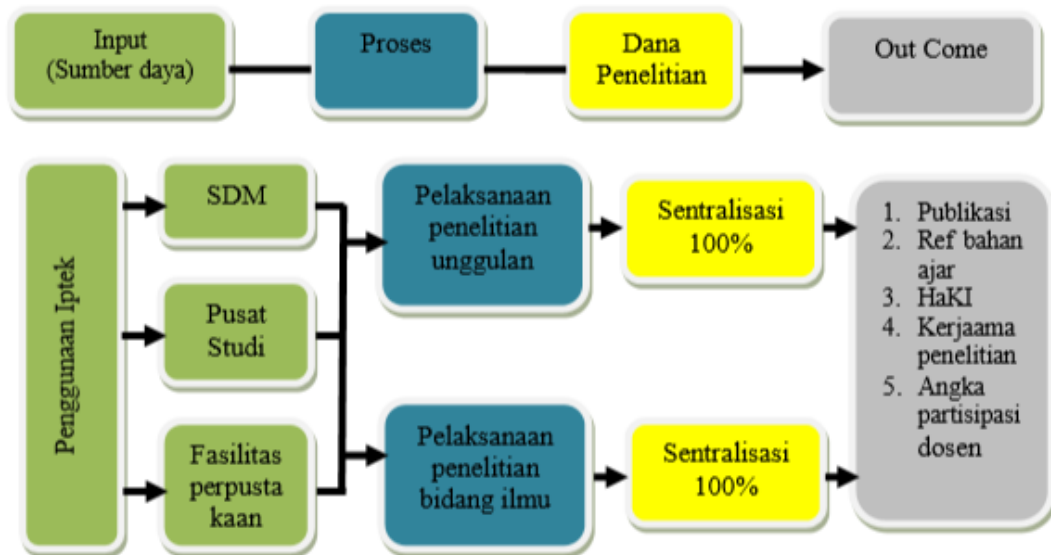 Input
(Sumber daya)
Proses
Dana
Penelitian
Out Come
Penggunaan Iptek
SDM
Pusat
Studi
Fasilitas
perpusta
kaan
Pelaksanaan
penelitian
unggulan
Pelaksanaan
penelitian
bidang ilmu
Sentralisasi
100%
Sentralisasi
100%
1. Publikasi
2. Ref bahan
ajar
3. HaKI
4. Kerjaama
penelitian
5. Angka
partisipasi
dosen